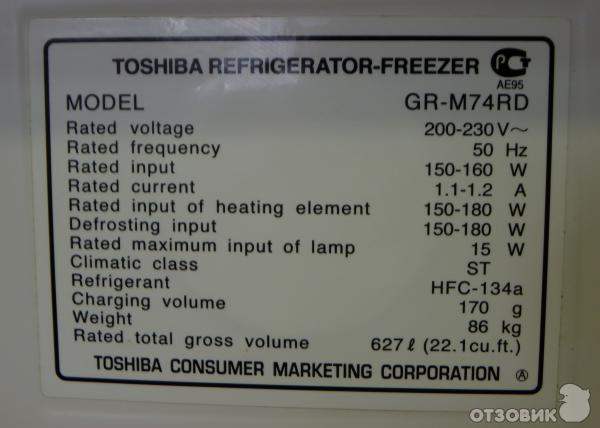 TOSHIBA REFRIGERATOR-FREEZER PCT
AE95
MODEL GR-M74RD
Rated voltage 200-230V～
Rated frequency 50 Hz
Rated input 150-160 W
Rated current 1.1-1.2 A
Rated input of heating element 150-180 W
Defrosting input 150-180 W
Rated maximum input of lamp 15 W
Climatic class ST
Refrigerant HFC-134a
Charging volume 170 g
Weight 86 kg
Rated total gross volume 627ℓ (22.1cu.ft.)
TOSHIBA CONSUMER MARKETING CORPORATION Ⓐ
ОТЗОВИК